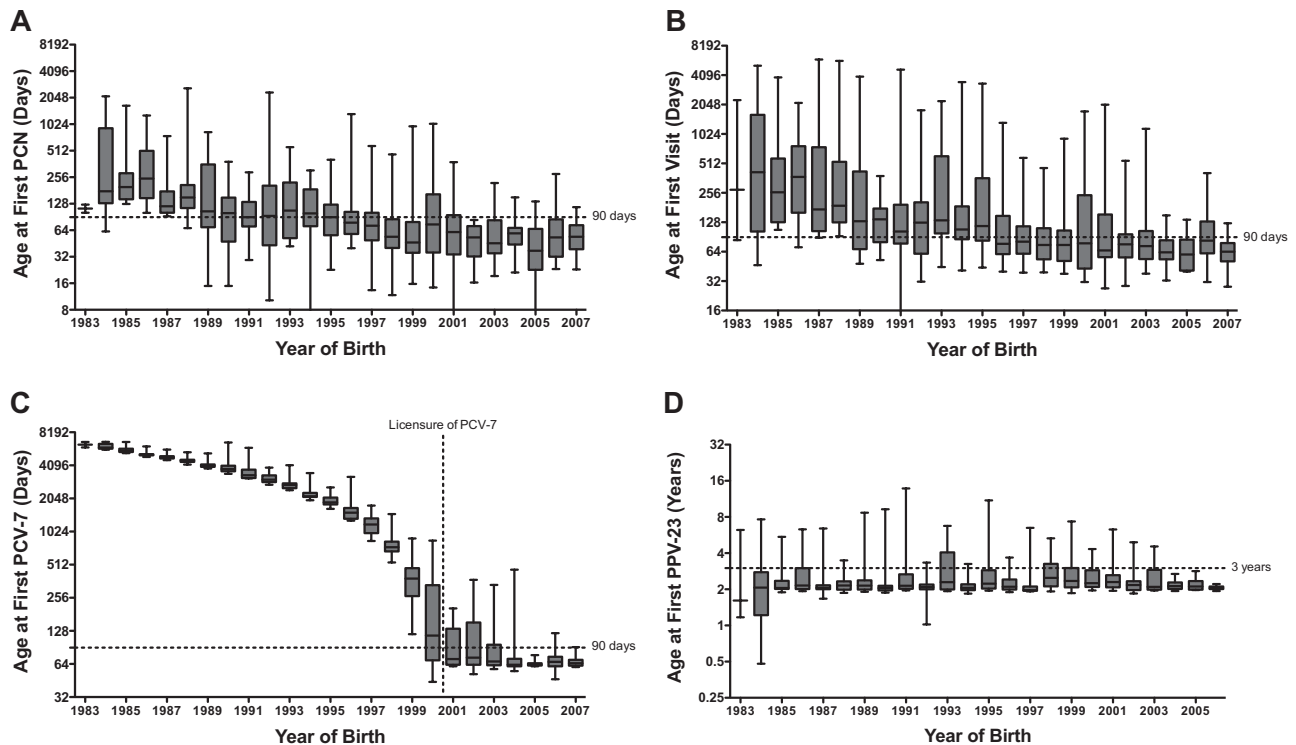 A
Age at First PCN (Days)
8192
4096
2048
1024
512
256
128
64
32
16
8
90 days
1983 1985 1987 1989 1991 1993 1995 1997 1999 2001 2003 2005 2007
Year of Birth
B
Age at First Visit (Days)
8192
4096
2048
1024
512
256
128
64
32
16
90 days
1983 1985 1987 1989 1991 1993 1995 1997 1999 2001 2003 2005 2007
Year of Birth
C
Licensure of PCV-7
Age at First PCV-7 (Days)
8192
4096
2048
1024
512
256
128
64
32
90 days
1983 1985 1987 1989 1991 1993 1995 1997 1999 2001 2003 2005 2007
Year of Birth
D
Age at First PPV-23 (Years)
32
16
8
4
2
1
0.5
0.25
3 years
1983 1985 1987 1989 1991 1993 1995 1997 1999 2001 2003 2005
Year of Birth